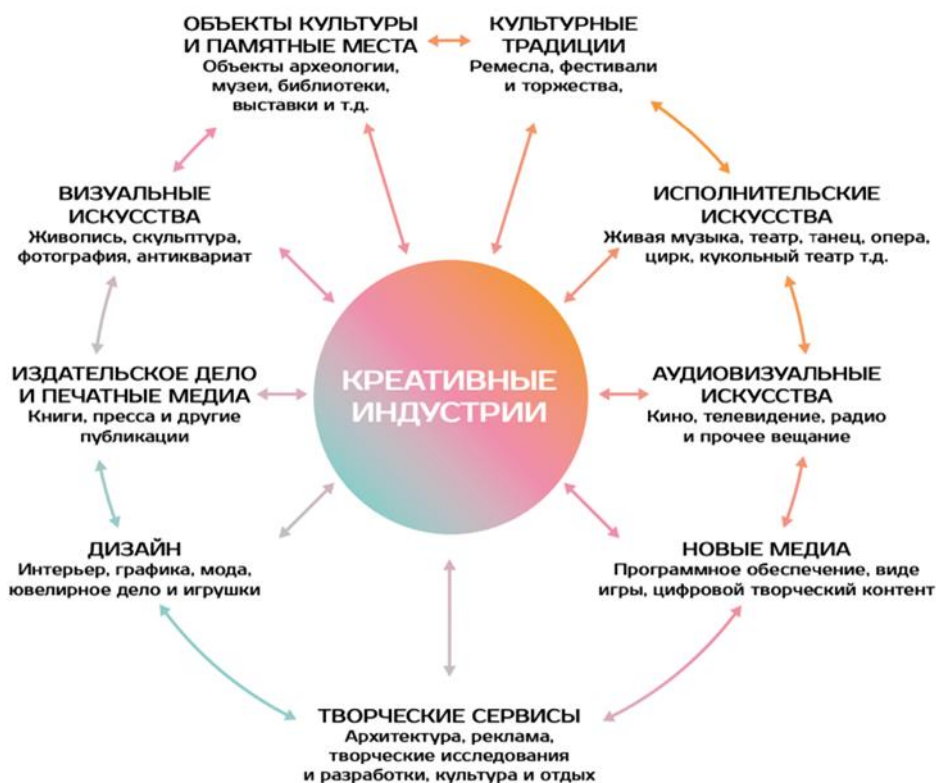 ОБЪЕКТЫ КУЛЬТУРЫ
И ПАМЯТНЫЕ МЕСТА
Объекты археологии,
музеи, библиотеки,
выставки и т.д.
КУЛЬТУРНЫЕ
ТРАДИЦИИ
Ремесла, фестивали
и торжества,
ВИЗУАЛЬНЫЕ
ИСКУССТВА
Живопись, скульптура,
фотография, антиквариат
ИСПОЛНИТЕЛЬСКИЕ
ИСКУССТВА
Живая музыка, театр, танец, опера,
цирк, кукольный театр т.д.
ИЗДАТЕЛЬСКОЕ ДЕЛО
И ПЕЧАТНЫЕ МЕДИА
Книги, пресса и другие
публикации
КРЕАТИВНЫЕ
ИНДУСТРИИ
АУДИОВИЗУАЛЬНЫЕ
ИСКУССТВА
Кино, телевидение, радио
и прочее вещание
ДИЗАЙН
Интерьер, графика, мода,
ювелирное дело и игрушки
НОВЫЕ МЕДИА
Программное обеспечение, виде
игры, цифровой творческий контент
ТВОРЧЕСКИЕ СЕРВИСЫ
Архитектура, реклама,
творческие исследования
и разработки, культура и отдых